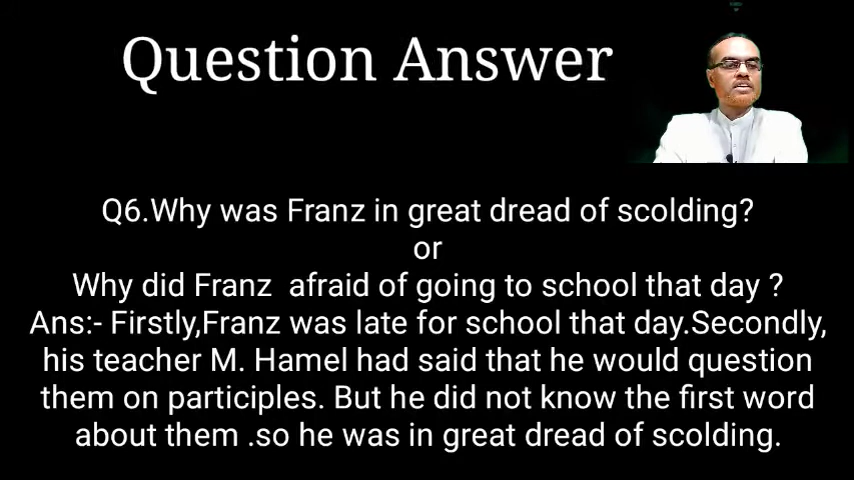 Question Answer
Q6.Why was Franz in great dread of scolding?
or
Why did Franz  afraid of going to school that day ?
Ans:- Firstly,Franz was late for school that day.Secondly,
his teacher M. Hamel had said that he would question
them on participles. But he did not know the first word
about them .so he was in great dread of scolding.